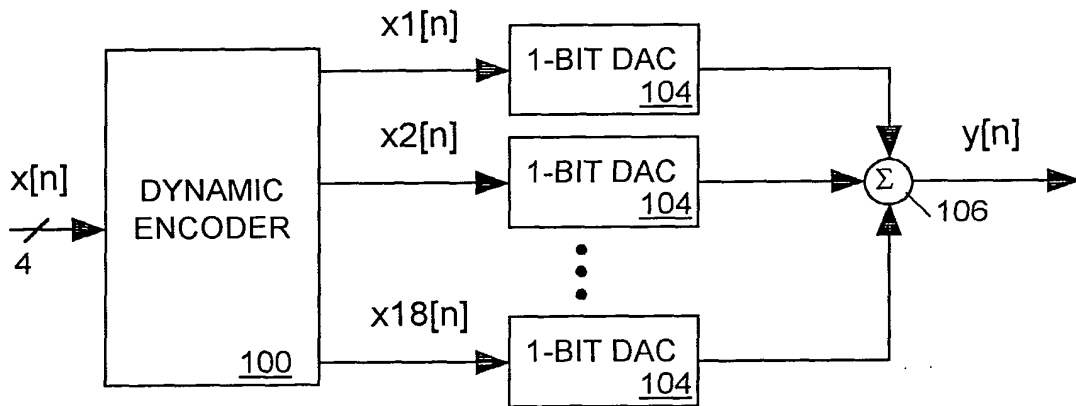 x1[n]
1-BIT DAC
104
x2[n]
1-BIT DAC
104
x[n]
4
DYNAMIC
ENCODER
100
y[n]
Σ
106
x18[n]
1-BIT DAC
104